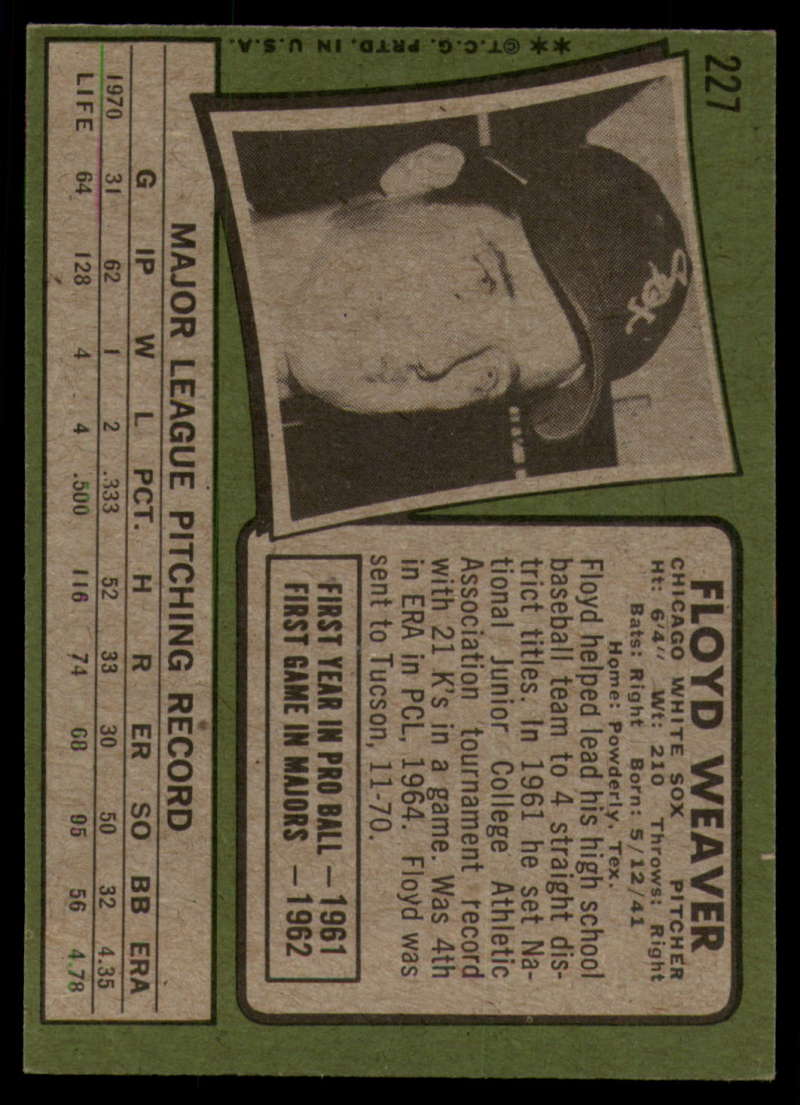 227
FLOYD WEAVER
CHICAGO WHITE SOX PITCHER
Ht: 6'4" Wt: 210 Throws: Right
Bats: Right Born: 5/12/41
Home: Powderly, Tex.
Floyd helped lead his high school
baseball team to 4 straight dis-
trict titles. In 1961 he set Na-
tional Junior College Athletic
Association tournament record
with 21 K's in a game. Was 4th
in ERA in PCL, 1964. Floyd was
sent to Tucson, 11-70.
FIRST YEAR IN PRO BALL – 1961
FIRST GAME IN MAJORS – 1962
SOX
**©T.C.G. PRTD. IN U.S.A.
MAJOR LEAGUE PITCHING RECORD
G IP W L PCT. H R ER SO BB ERA
1970 31 62 1 2 .333 52 33 30 50 32 4.35
LIFE 64 128 4 4 .500 116 74 68 95 56 4.78